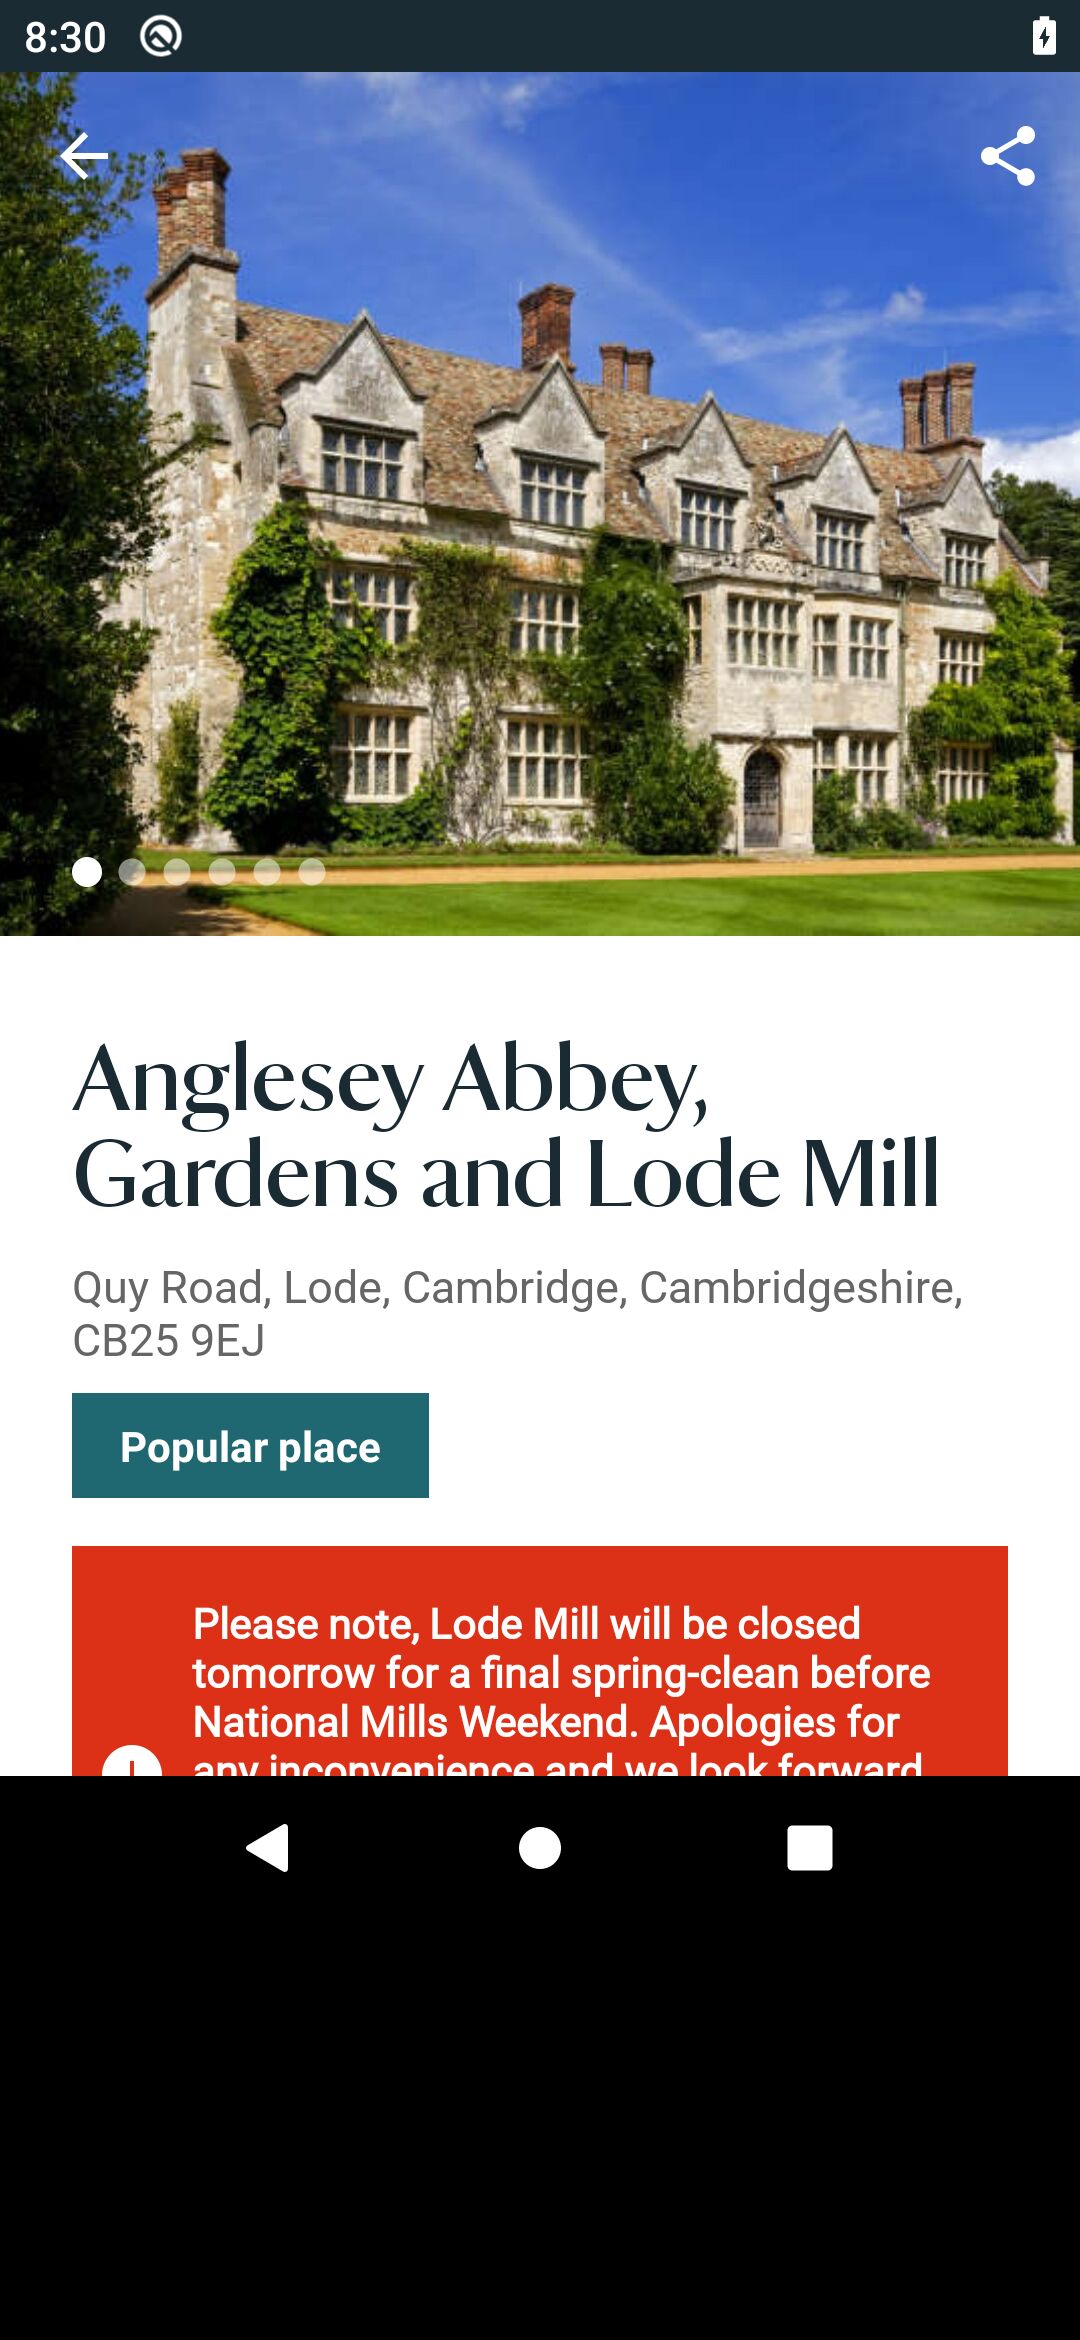 8:30
Anglesey Abbey,
Gardens and Lode Mill
Quy Road, Lode, Cambridge, Cambridgeshire,
CB25 9EJ
Popular place
Please note, Lode Mill will be closed
tomorrow for a final spring-clean before
National Mills Weekend. Apologies for
any inconvenience and we look forward